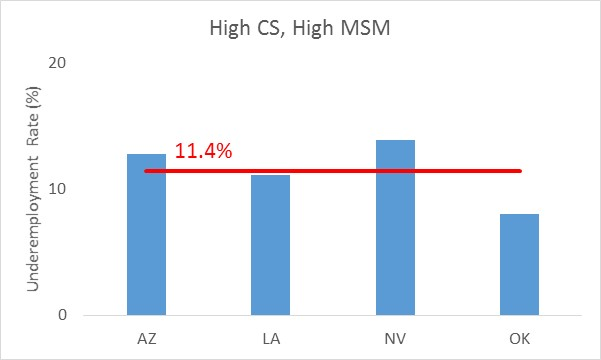 High CS, High MSM
Underemployment Rate (%)
20
10
0
11.4%
AZ
LA
NV
OK